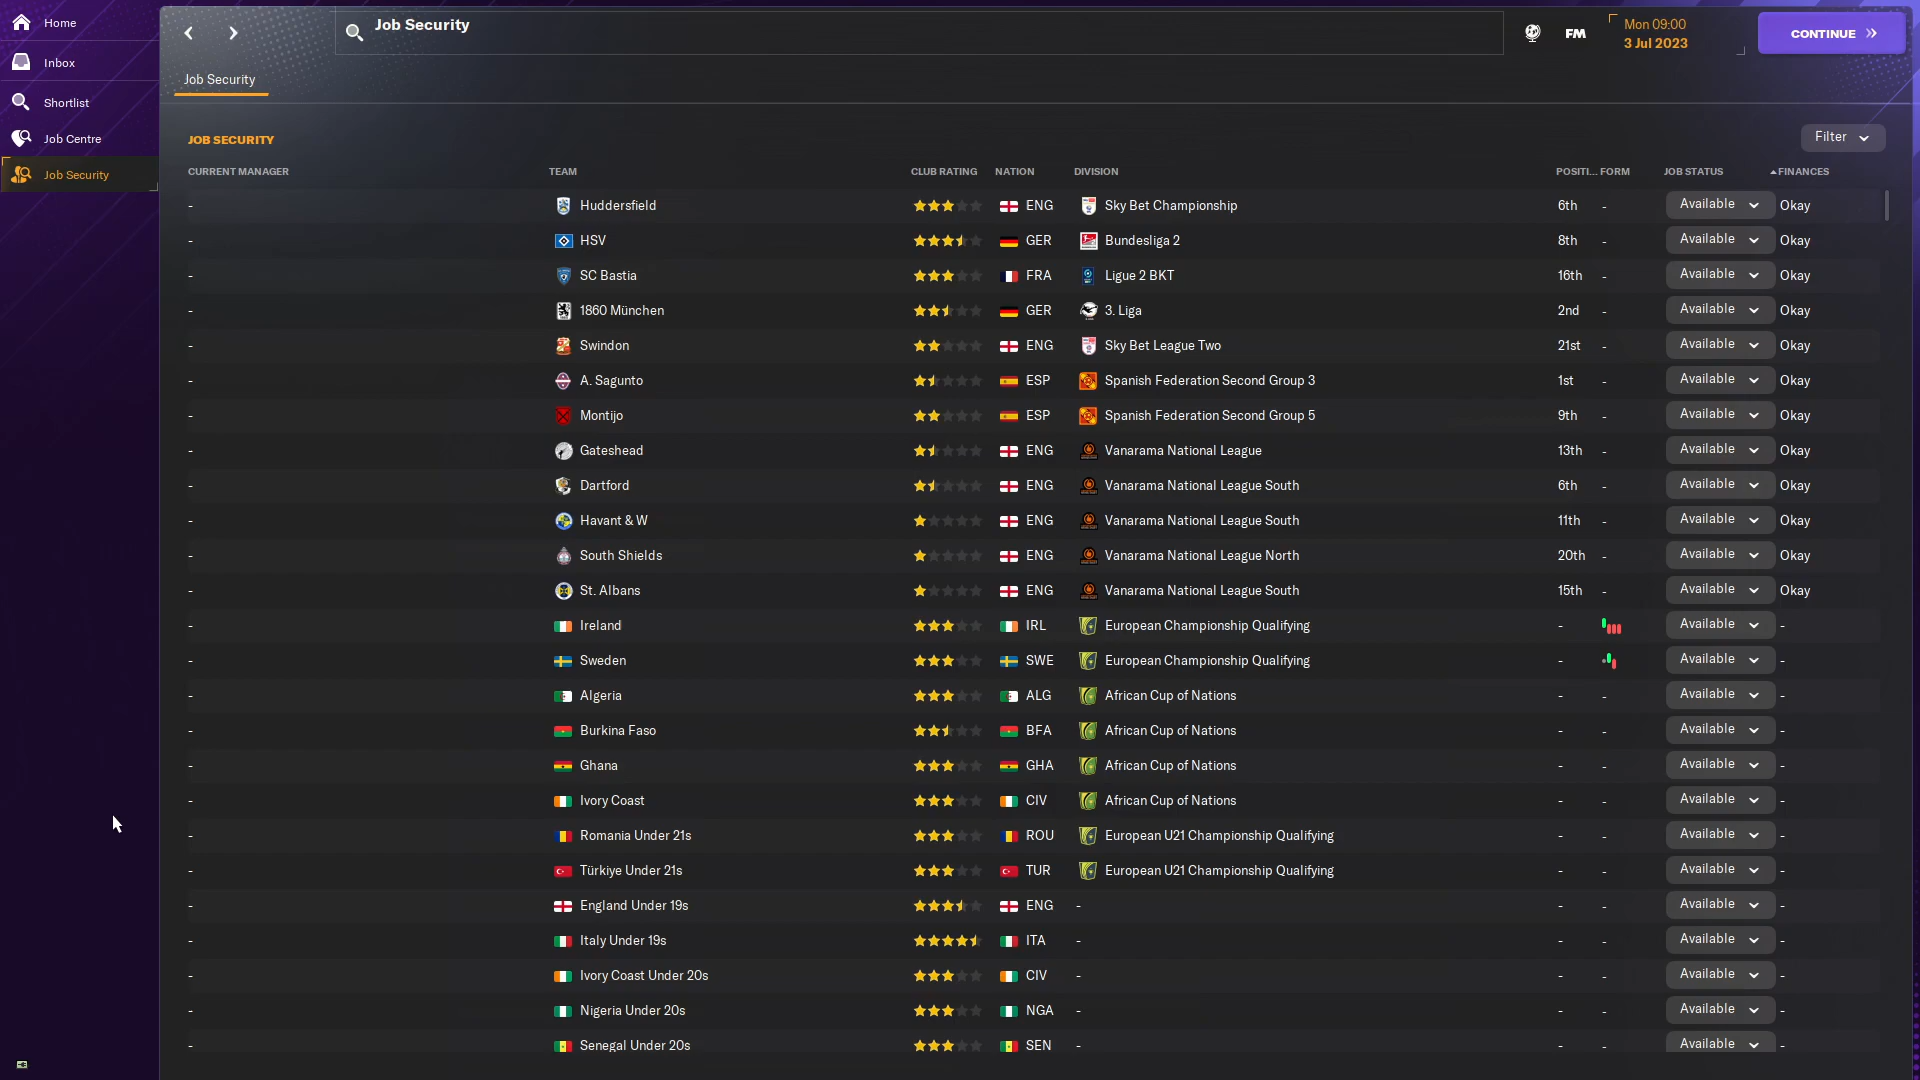 Home
Inbox
Shortlist
Job Centre
Job Security
Job Security
FM
Mon 09:00
3 Jul 2023
CONTINUE
Job Security
JOB SECURITY
Filter
CURRENT MANAGER TEAM CLUB RATING NATION DIVISION POSITI... FORM JOB STATUS FINANCES
- Huddersfield ENG Sky Bet Championship 6th - Available Okay
- HSV GER Bundesliga 2 8th - Available Okay
- SC Bastia FRA Ligue 2 BKT 16th - Available Okay
- 1860 München GER 3. Liga 2nd - Available Okay
- Swindon ENG Sky Bet League Two 21st - Available Okay
- A. Sagunto ESP Spanish Federation Second Group 3 1st - Available Okay
- Montijo ESP Spanish Federation Second Group 5 9th - Available Okay
- Gateshead ENG Vanarama National League 13th - Available Okay
- Dartford ENG Vanarama National League South 6th - Available Okay
- Havant & W ENG Vanarama National League South 11th - Available Okay
- South Shields ENG Vanarama National League North 20th - Available Okay
- St. Albans ENG Vanarama National League South 15th - Available Okay
- Ireland IRL European Championship Qualifying - Available -
- Sweden SWE European Championship Qualifying - Available -
- Algeria ALG African Cup of Nations - - Available -
- Burkina Faso BFA African Cup of Nations - - Available -
- Ghana GHA African Cup of Nations - - Available -
- Ivory Coast CIV African Cup of Nations - - Available -
- Romania Under 21s ROU European U21 Championship Qualifying - - Available -
- Türkiye Under 21s TUR European U21 Championship Qualifying - - Available -
- England Under 19s ENG - - - Available -
- Italy Under 19s ITA - - - Available -
- Ivory Coast Under 20s CIV - - - Available -
- Nigeria Under 20s NGA - - - Available -
- Senegal Under 20s SEN - - - Available -